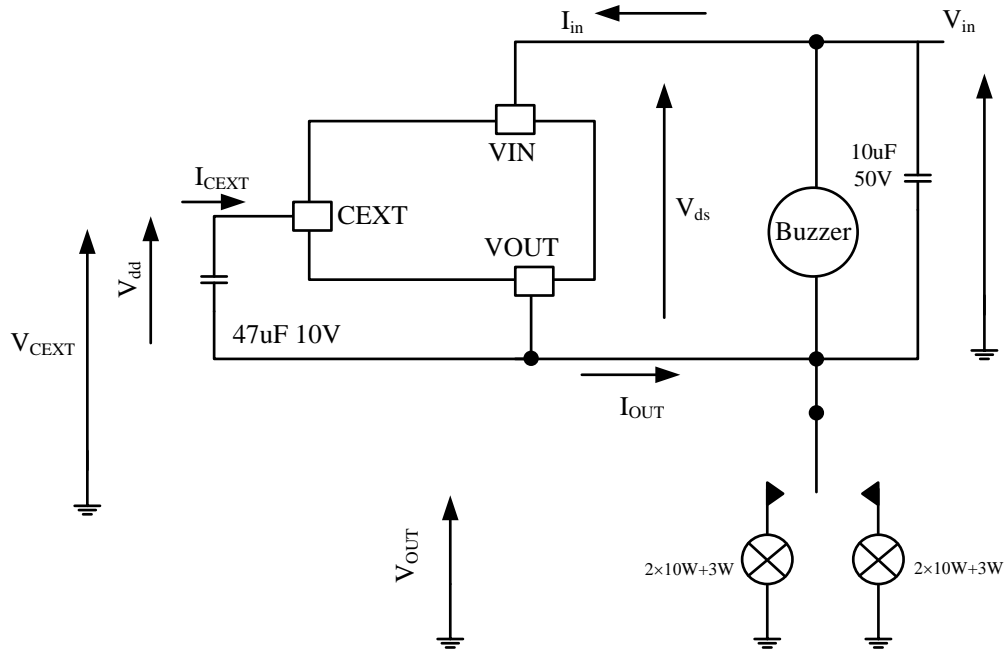 I_in
V_in
VIN
10uF
50V
I_CEXT
CEXT
V_ds
Buzzer
VOUT
V_dd
47uF 10V
V_CEXT
I_OUT
V_OUT
2×10W+3W
2×10W+3W